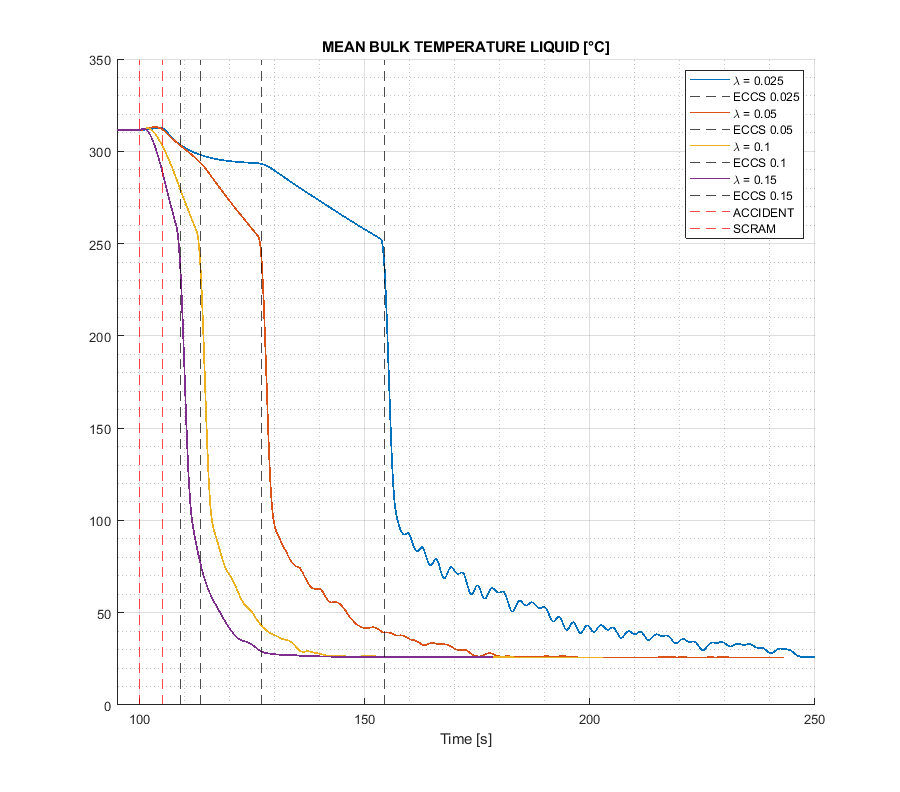 MEAN BULK TEMPERATURE LIQUID [°C]
350
300
250
200
150
100
50
0
λ = 0.025
ECCS 0.025
λ = 0.05
ECCS 0.05
λ = 0.1
ECCS 0.1
λ = 0.15
ECCS 0.15
ACCIDENT
SCRAM
100 150 200 250
Time [s]